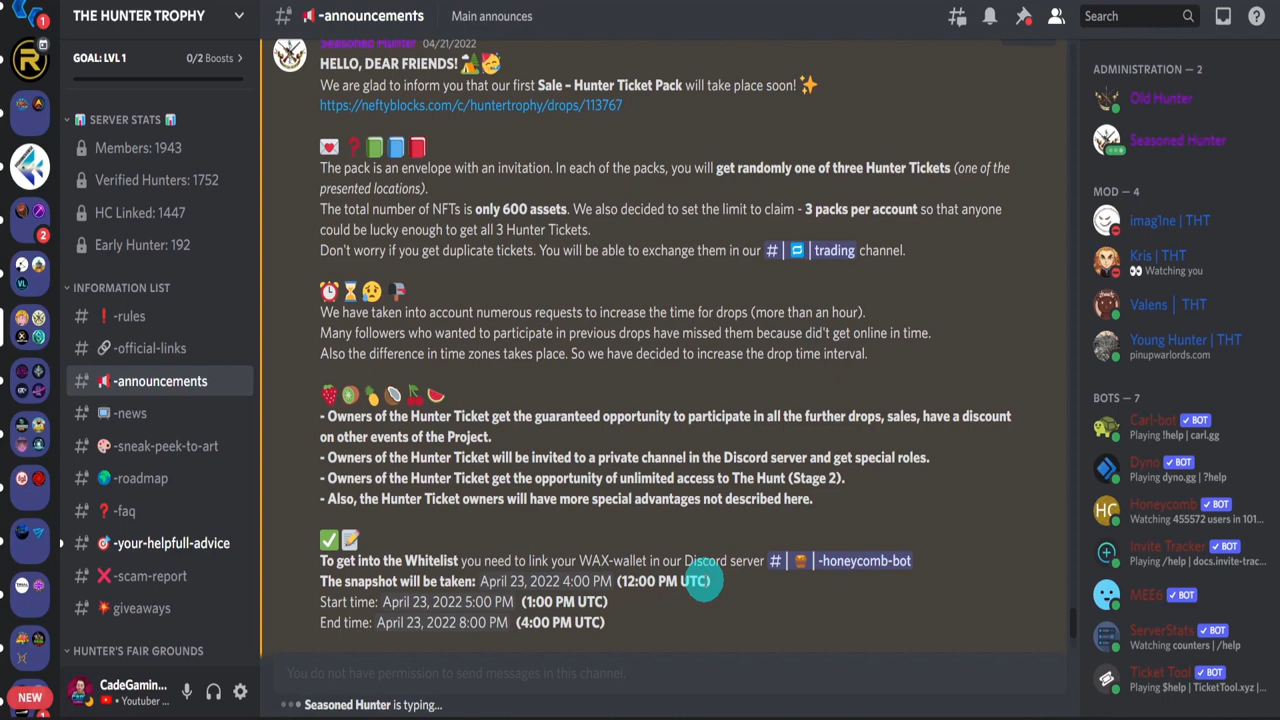 THE HUNTER TROPHY
GOAL: LVL 1
0/2 Boosts
SERVER STATS
Members: 1943
Verified Hunters: 1752
HC Linked: 1447
Early Hunter: 192
INFORMATION LIST
-rules
-official-links
-announcements
-news
-sneak-peek-to-art
-roadmap
-faq
-your-helpfull-advice
-scam-report
giveaways
HUNTER'S FAIR GROUNDS
1
2
NEW
CadeGamin...
• Youtuber ...
-announcements
Main announces
Search
Seasoned Hunter 04/21/2022
HELLO, DEAR FRIENDS!
We are glad to inform you that our first Sale – Hunter Ticket Pack will take place soon!
https://neftyblocks.com/c/huntertrophy/drops/113767
The pack is an envelope with an invitation. In each of the packs, you will get randomly one of three Hunter Tickets (one of the
presented locations).
The total number of NFTs is only 600 assets. We also decided to set the limit to claim - 3 packs per account so that anyone
could be lucky enough to get all 3 Hunter Tickets.
Don't worry if you get duplicate tickets. You will be able to exchange them in our # | | trading channel.
We have taken into account numerous requests to increase the time for drops (more than an hour).
Many followers who wanted to participate in previous drops have missed them because did't get online in time.
Also the difference in time zones takes place. So we have decided to increase the drop time interval.
- Owners of the Hunter Ticket get the guaranteed opportunity to participate in all the further drops, sales, have a discount
on other events of the Project.
- Owners of the Hunter Ticket will be invited to a private channel in the Discord server and get special roles.
- Owners of the Hunter Ticket get the opportunity of unlimited access to The Hunt (Stage 2).
- Also, the Hunter Ticket owners will have more special advantages not described here.
To get into the Whitelist you need to link your WAX-wallet in our Discord server # | | -honeycomb-bot
The snapshot will be taken: April 23, 2022 4:00 PM (12:00 PM UTC)
Start time: April 23, 2022 5:00 PM (1:00 PM UTC)
End time: April 23, 2022 8:00 PM (4:00 PM UTC)
You do not have permission to send messages in this channel.
Seasoned Hunter is typing...
ADMINISTRATION — 2
Old Hunter
Seasoned Hunter
MOD — 4
imag1ne | THT
Kris | THT
Watching you
Valens | THT
Young Hunter | THT
pinupwarlords.com
BOTS — 7
Carl-bot BOT
Playing !help | carl.gg
Dyno BOT
Playing dyno.gg | ?help
Honeycomb BOT
Watching 455572 users in 101...
Invite Tracker BOT
Playing /help | docs.invite-trac...
MEE6 BOT
ServerStats BOT
Watching counters | /help
Ticket Tool BOT
Playing $help | TicketTool.xyz | ...